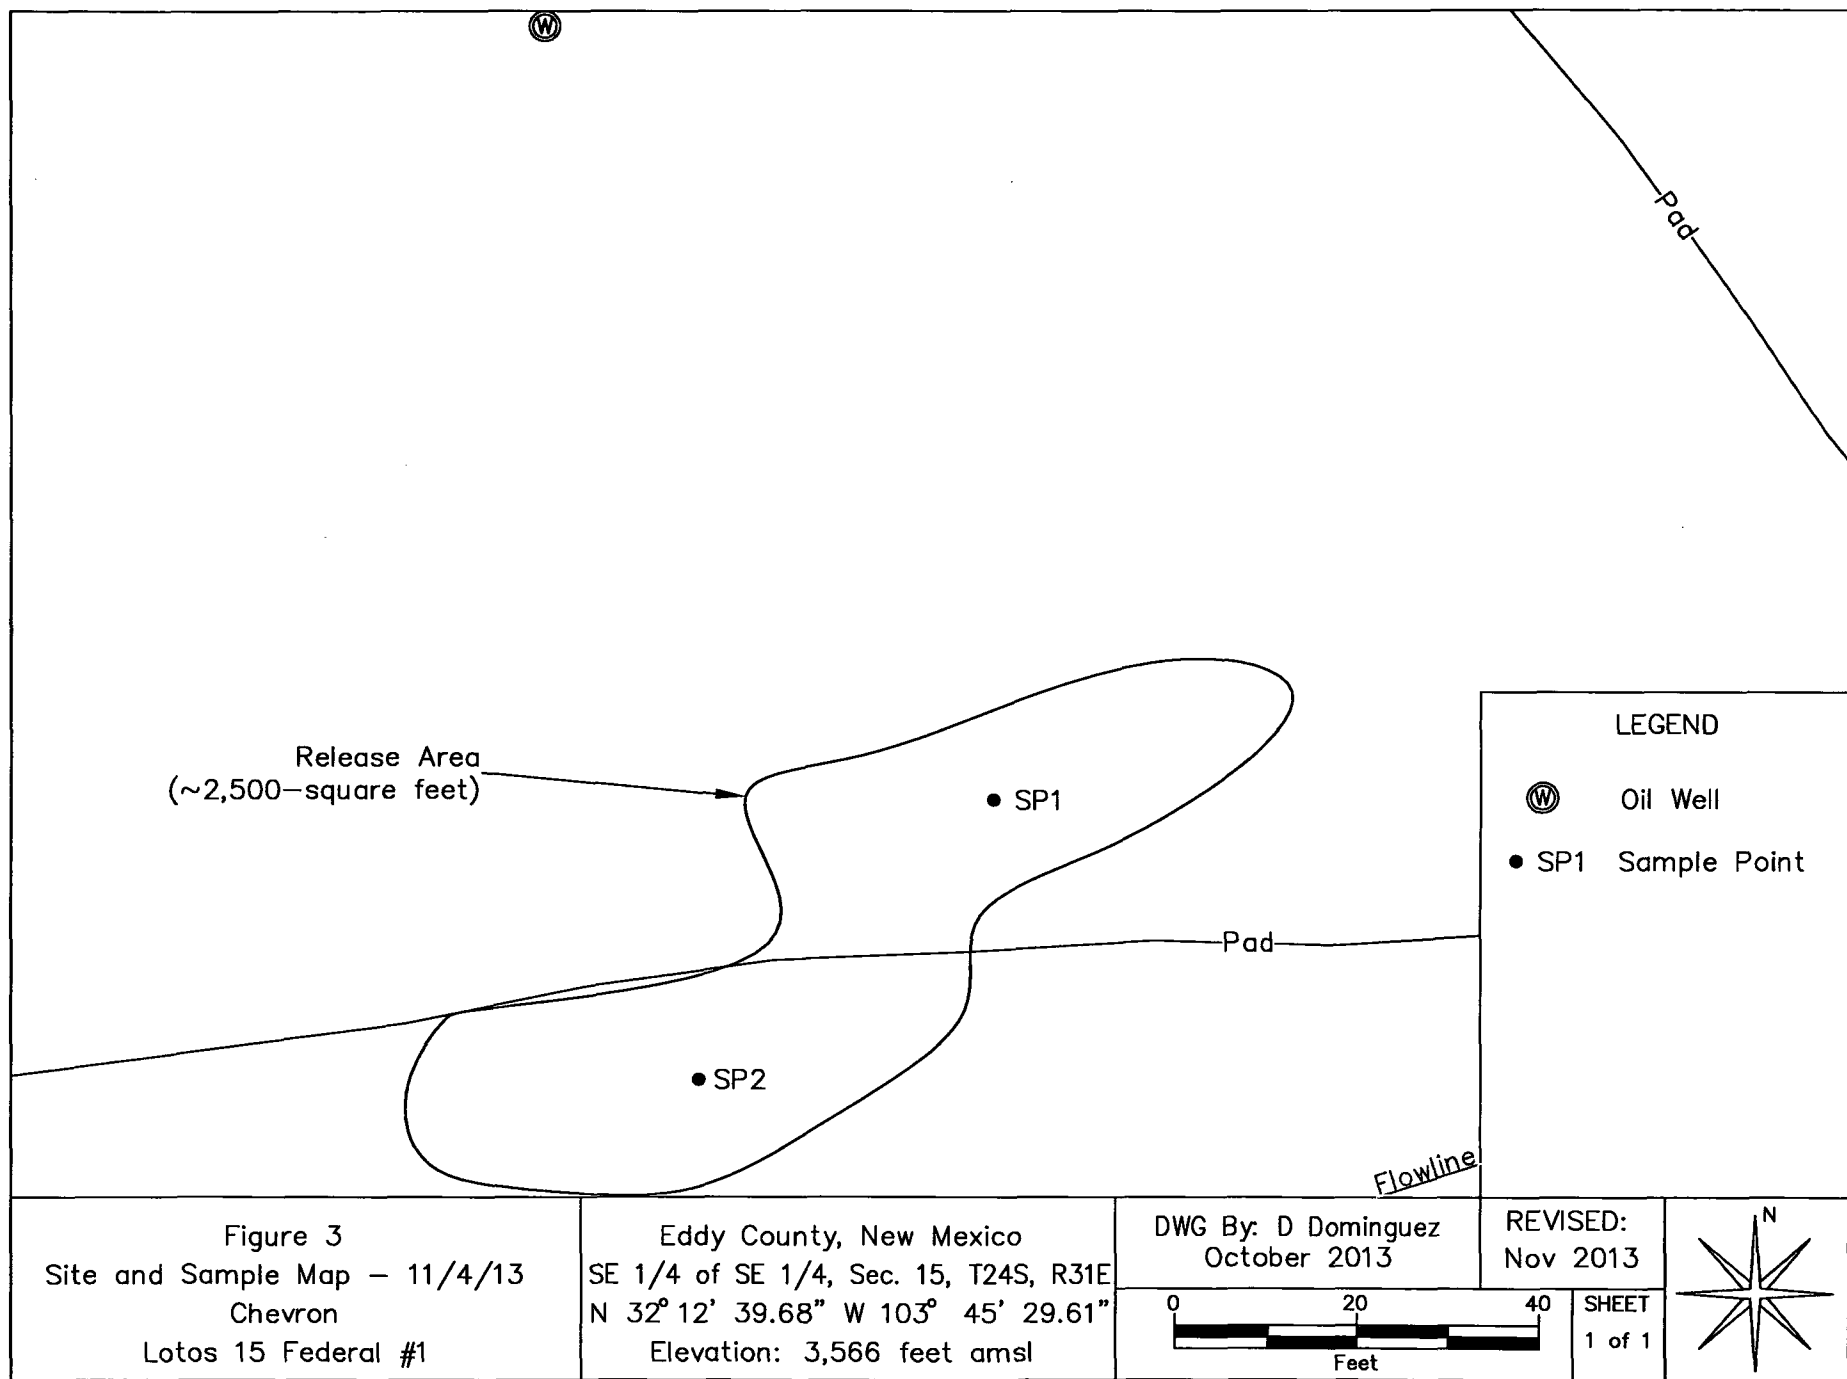 W
Pad
Release Area
(~2,500-square feet)
SP1
LEGEND
W Oil Well
SP1 Sample Point
Pad
SP2
Flowline
Figure 3
Site and Sample Map - 11/4/13
Chevron
Lotos 15 Federal #1
Eddy County, New Mexico
SE 1/4 of SE 1/4, Sec. 15, T24S, R31E
N 32° 12' 39.68" W 103° 45' 29.61"
Elevation: 3,566 feet amsl
DWG By: D Dominguez
October 2013
REVISED:
Nov 2013
0 20 40
Feet
SHEET
1 of 1
N